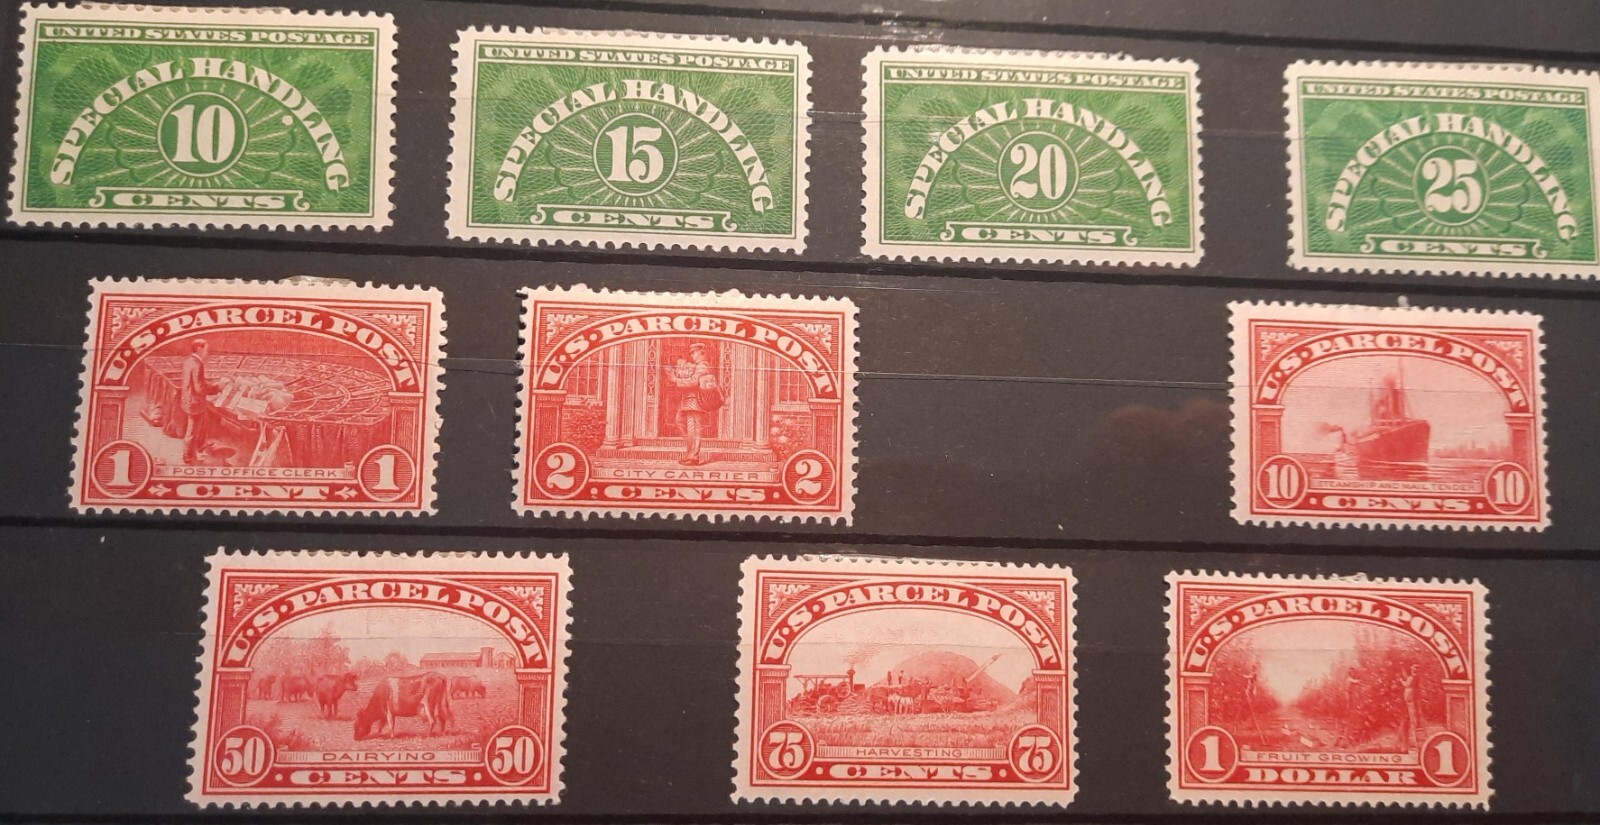 UNITED STATES POSTAGE
SPECIAL HANDLING
10
CENTS
UNITED STATES POSTAGE
SPECIAL HANDLING
15
CENTS
UNITED STATES POSTAGE
SPECIAL HANDLING
20
CENTS
UNITED STATES POSTAGE
SPECIAL HANDLING
25
CENTS
U·S·PARCEL POST
POST OFFICE CLERK
1 CENT 1
U·S·PARCEL POST
CITY CARRIER
2 ·CENTS· 2
U·S·PARCEL POST
STEAMSHIP AND MAIL TENDER
10 ·CENTS· 10
U·S·PARCEL POST
DAIRYING
50 ·CENTS· 50
U·S·PARCEL POST
HARVESTING
75 ·CENTS· 75
U·S·PARCEL POST
FRUIT GROWING
1 DOLLAR 1